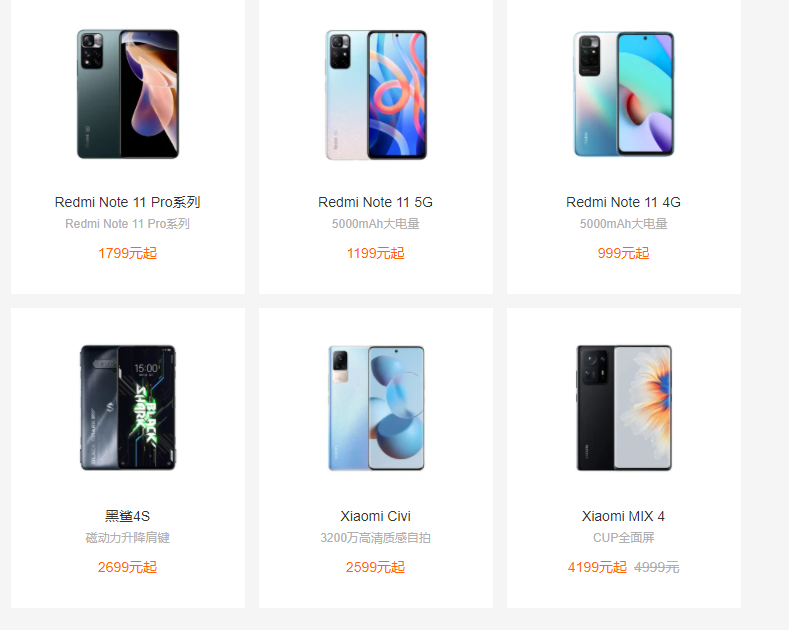 Redmi Note 11 Pro系列
Redmi Note 11 Pro系列
1799元起
Redmi Note 11 5G
5000mAh大电量
1199元起
Redmi Note 11 4G
5000mAh大电量
999元起
15:00
BLACK
SHARK
黑鲨4S
磁动力升降肩键
2699元起
Xiaomi Civi
3200万高清质感自拍
2599元起
Xiaomi MIX 4
CUP全面屏
4199元起 4999元